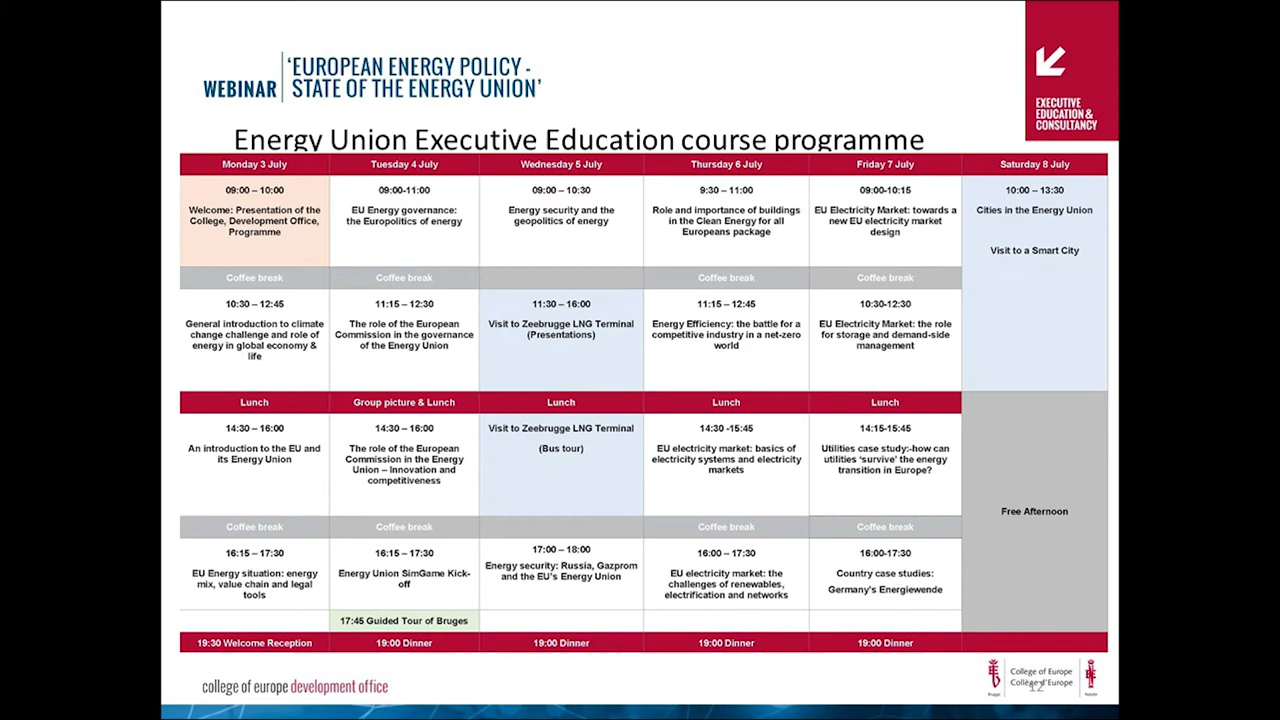 WEBINAR
'EUROPEAN ENERGY POLICY -
STATE OF THE ENERGY UNION'
EXECUTIVE
EDUCATION &
CONSULTANCY
Energy Union Executive Education course programme
Monday 3 July
Tuesday 4 July
Wednesday 5 July
Thursday 6 July
Friday 7 July
Saturday 8 July
09:00 – 10:00
Welcome: Presentation of the
College, Development Office,
Programme
09:00-11:00
EU Energy governance:
the Europolitics of energy
09:00 – 10:30
Energy security and the
geopolitics of energy
9:30 – 11:00
Role and importance of buildings
in the Clean Energy for all
Europeans package
09:00-10:15
EU Electricity Market: towards a
new EU electricity market
design
10:00 – 13:30
Cities in the Energy Union
Visit to a Smart City
Coffee break
Coffee break
Coffee break
Coffee break
10:30 – 12:45
General introduction to climate
change challenge and role of
energy in global economy &
life
11:15 – 12:30
The role of the European
Commission in the governance
of the Energy Union
11:30 – 16:00
Visit to Zeebrugge LNG Terminal
(Presentations)
11:15 – 12:45
Energy Efficiency: the battle for a
competitive industry in a net-zero
world
10:30-12:30
EU Electricity Market: the role
for storage and demand-side
management
Lunch
Group picture & Lunch
Lunch
Lunch
Lunch
14:30 – 16:00
An introduction to the EU and
its Energy Union
14:30 – 16:00
The role of the European
Commission in the Energy
Union – Innovation and
competitiveness
Visit to Zeebrugge LNG Terminal
(Bus tour)
14:30 -15:45
EU electricity market: basics of
electricity systems and electricity
markets
14:15-15:45
Utilities case study:-how can
utilities 'survive' the energy
transition in Europe?
Free Afternoon
Coffee break
Coffee break
Coffee break
Coffee break
16:15 – 17:30
EU Energy situation: energy
mix, value chain and legal
tools
16:15 – 17:30
Energy Union SimGame Kick-
off
17:00 – 18:00
Energy security: Russia, Gazprom
and the EU's Energy Union
16:00 – 17:30
EU electricity market: the
challenges of renewables,
electrification and networks
16:00-17:30
Country case studies:
Germany's Energiewende
17:45 Guided Tour of Bruges
19:30 Welcome Reception
19:00 Dinner
19:00 Dinner
19:00 Dinner
19:00 Dinner
college of europe development office
College of Europe
Collège d'Europe
Brugge
Natolin
12